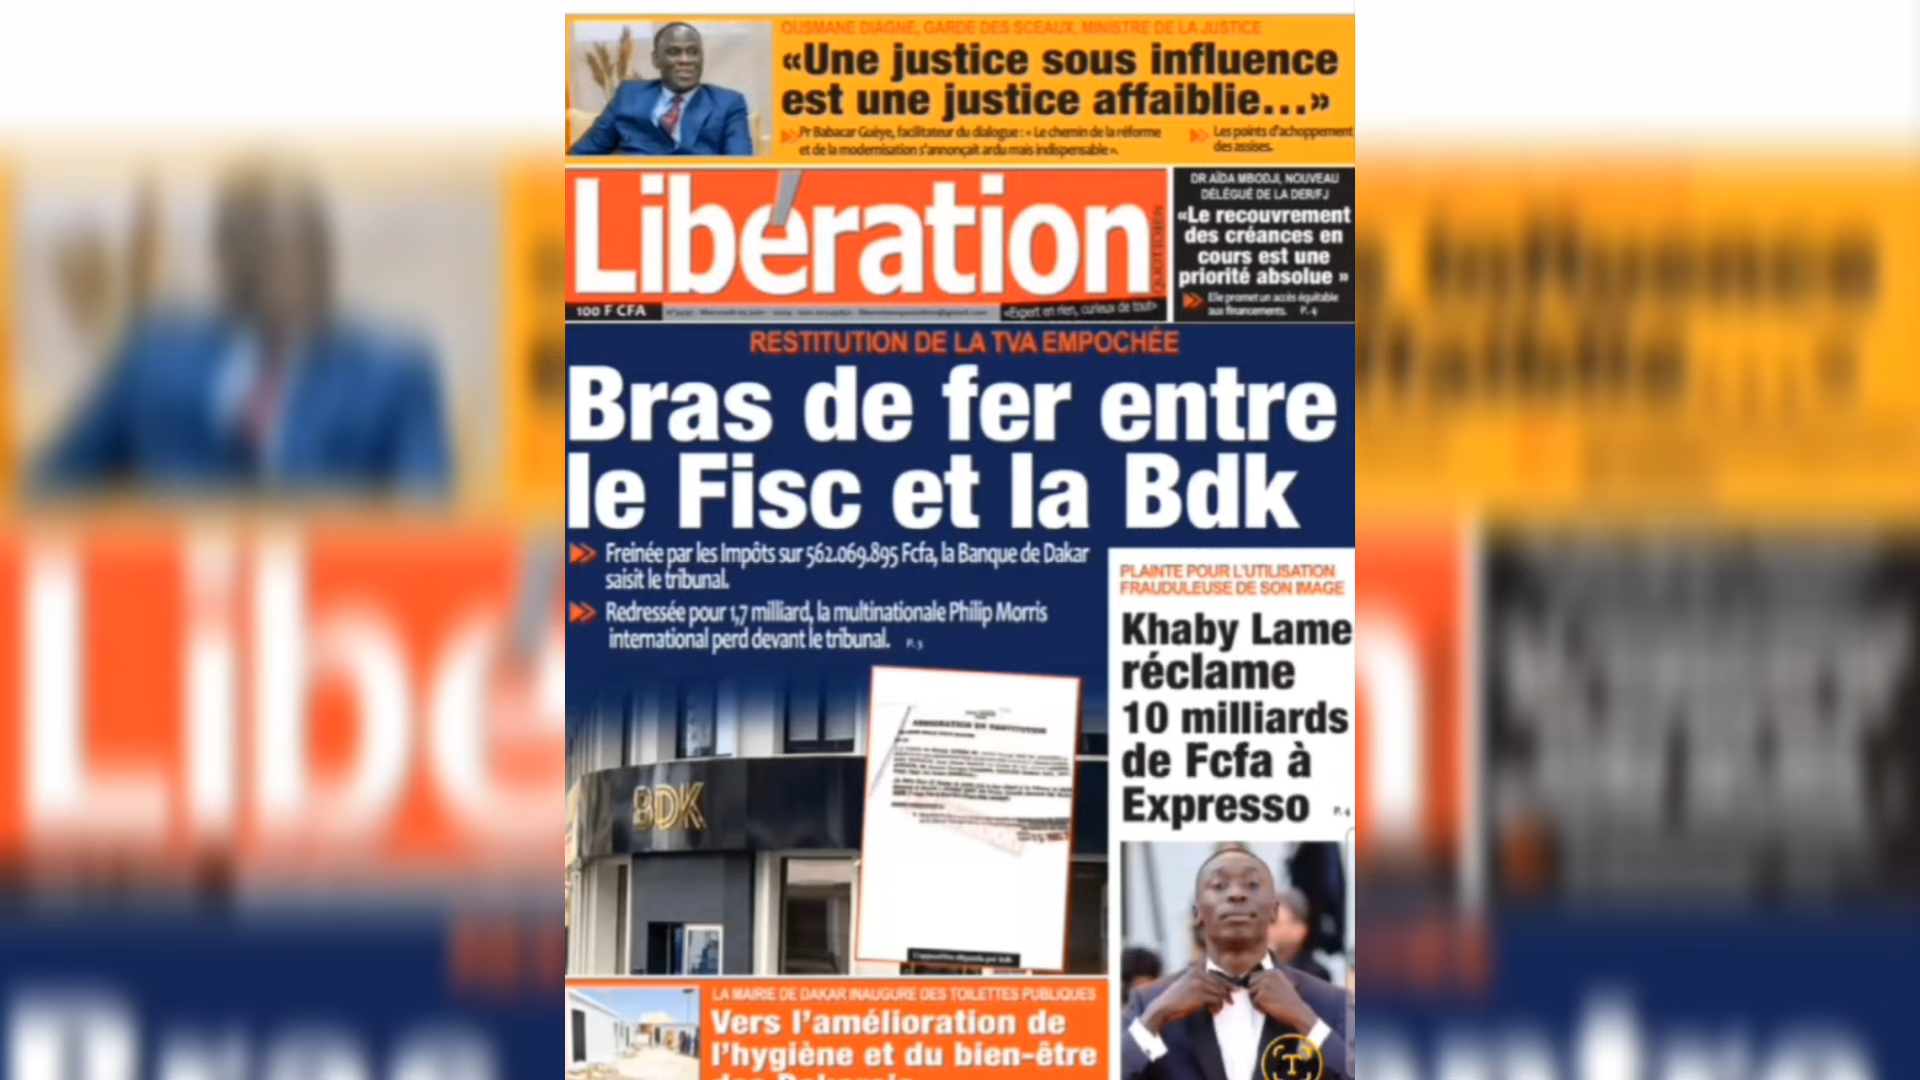 OUSMANE DIAGNE, GARDE DES SCEAUX, MINISTRE DE LA JUSTICE
«Une justice sous influence
est une justice affaiblie...»
Pr Babacar Guèye, facilitateur du dialogue : « Le chemin de la réforme
et de la modernisation s'annonçait ardu mais indispensable ».
Les points d'achoppement
des assises.
Libération
QUOTIDIEN
100 F CFA
«Expert en rien, curieux de tout»
DR AÏDA MBODJ, NOUVEAU
DÉLÉGUÉ DE LA DER/FJ
«Le recouvrement
des créances en
cours est une
priorité absolue »
Elle promet un accès équitable
aux financements. P. 4
RESTITUTION DE LA TVA EMPOCHÉE
Bras de fer entre
le Fisc et la Bdk
Freinée par les Impôts sur 562.069.895 Fcfa, la Banque de Dakar
saisit le tribunal.
Redressée pour 1,7 milliard, la multinationale Philip Morris
international perd devant le tribunal. P. 3
PLAINTE POUR L'UTILISATION
FRAUDULEUSE DE SON IMAGE
Khaby Lame
réclame
10 milliards
de Fcfa à
Expresso P. 4
BDK
ASSIGNATION EN RESTITUTION
LA MAIRIE DE DAKAR INAUGURE DES TOILETTES PUBLIQUES
Vers l'amélioration de
l'hygiène et du bien-être